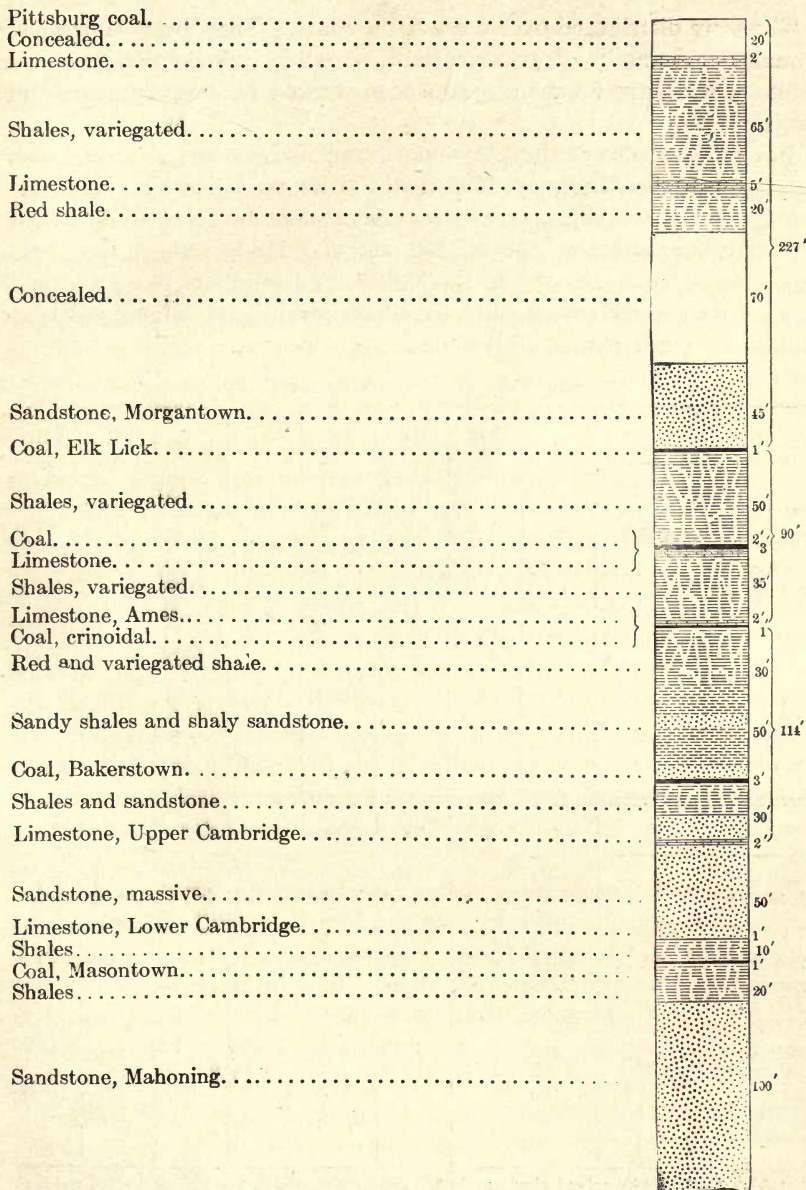 Pittsburg coal. 
Concealed. 20′
Limestone. 2′
Shales, variegated. 65′
Limestone. 5′
Red shale. 20′
227′
Concealed. 70′
Sandstone, Morgantown. 45′
Coal, Elk Lick. 1′
Shales, variegated. 50′
Coal. 2′ 90′
Limestone. 3
Shales, variegated. 35′
Limestone, Ames. 2′
Coal, crinoidal. 1
Red and variegated shale. 30′
Sandy shales and shaly sandstone. 50′ 114′
Coal, Bakerstown. 3′
Shales and sandstone. 30′
Limestone, Upper Cambridge. 2′
Sandstone, massive. 50′
Limestone, Lower Cambridge. 1′
Shales. 10′
Coal, Masontown. 1′
Shales. 20′
Sandstone, Mahoning. 100′